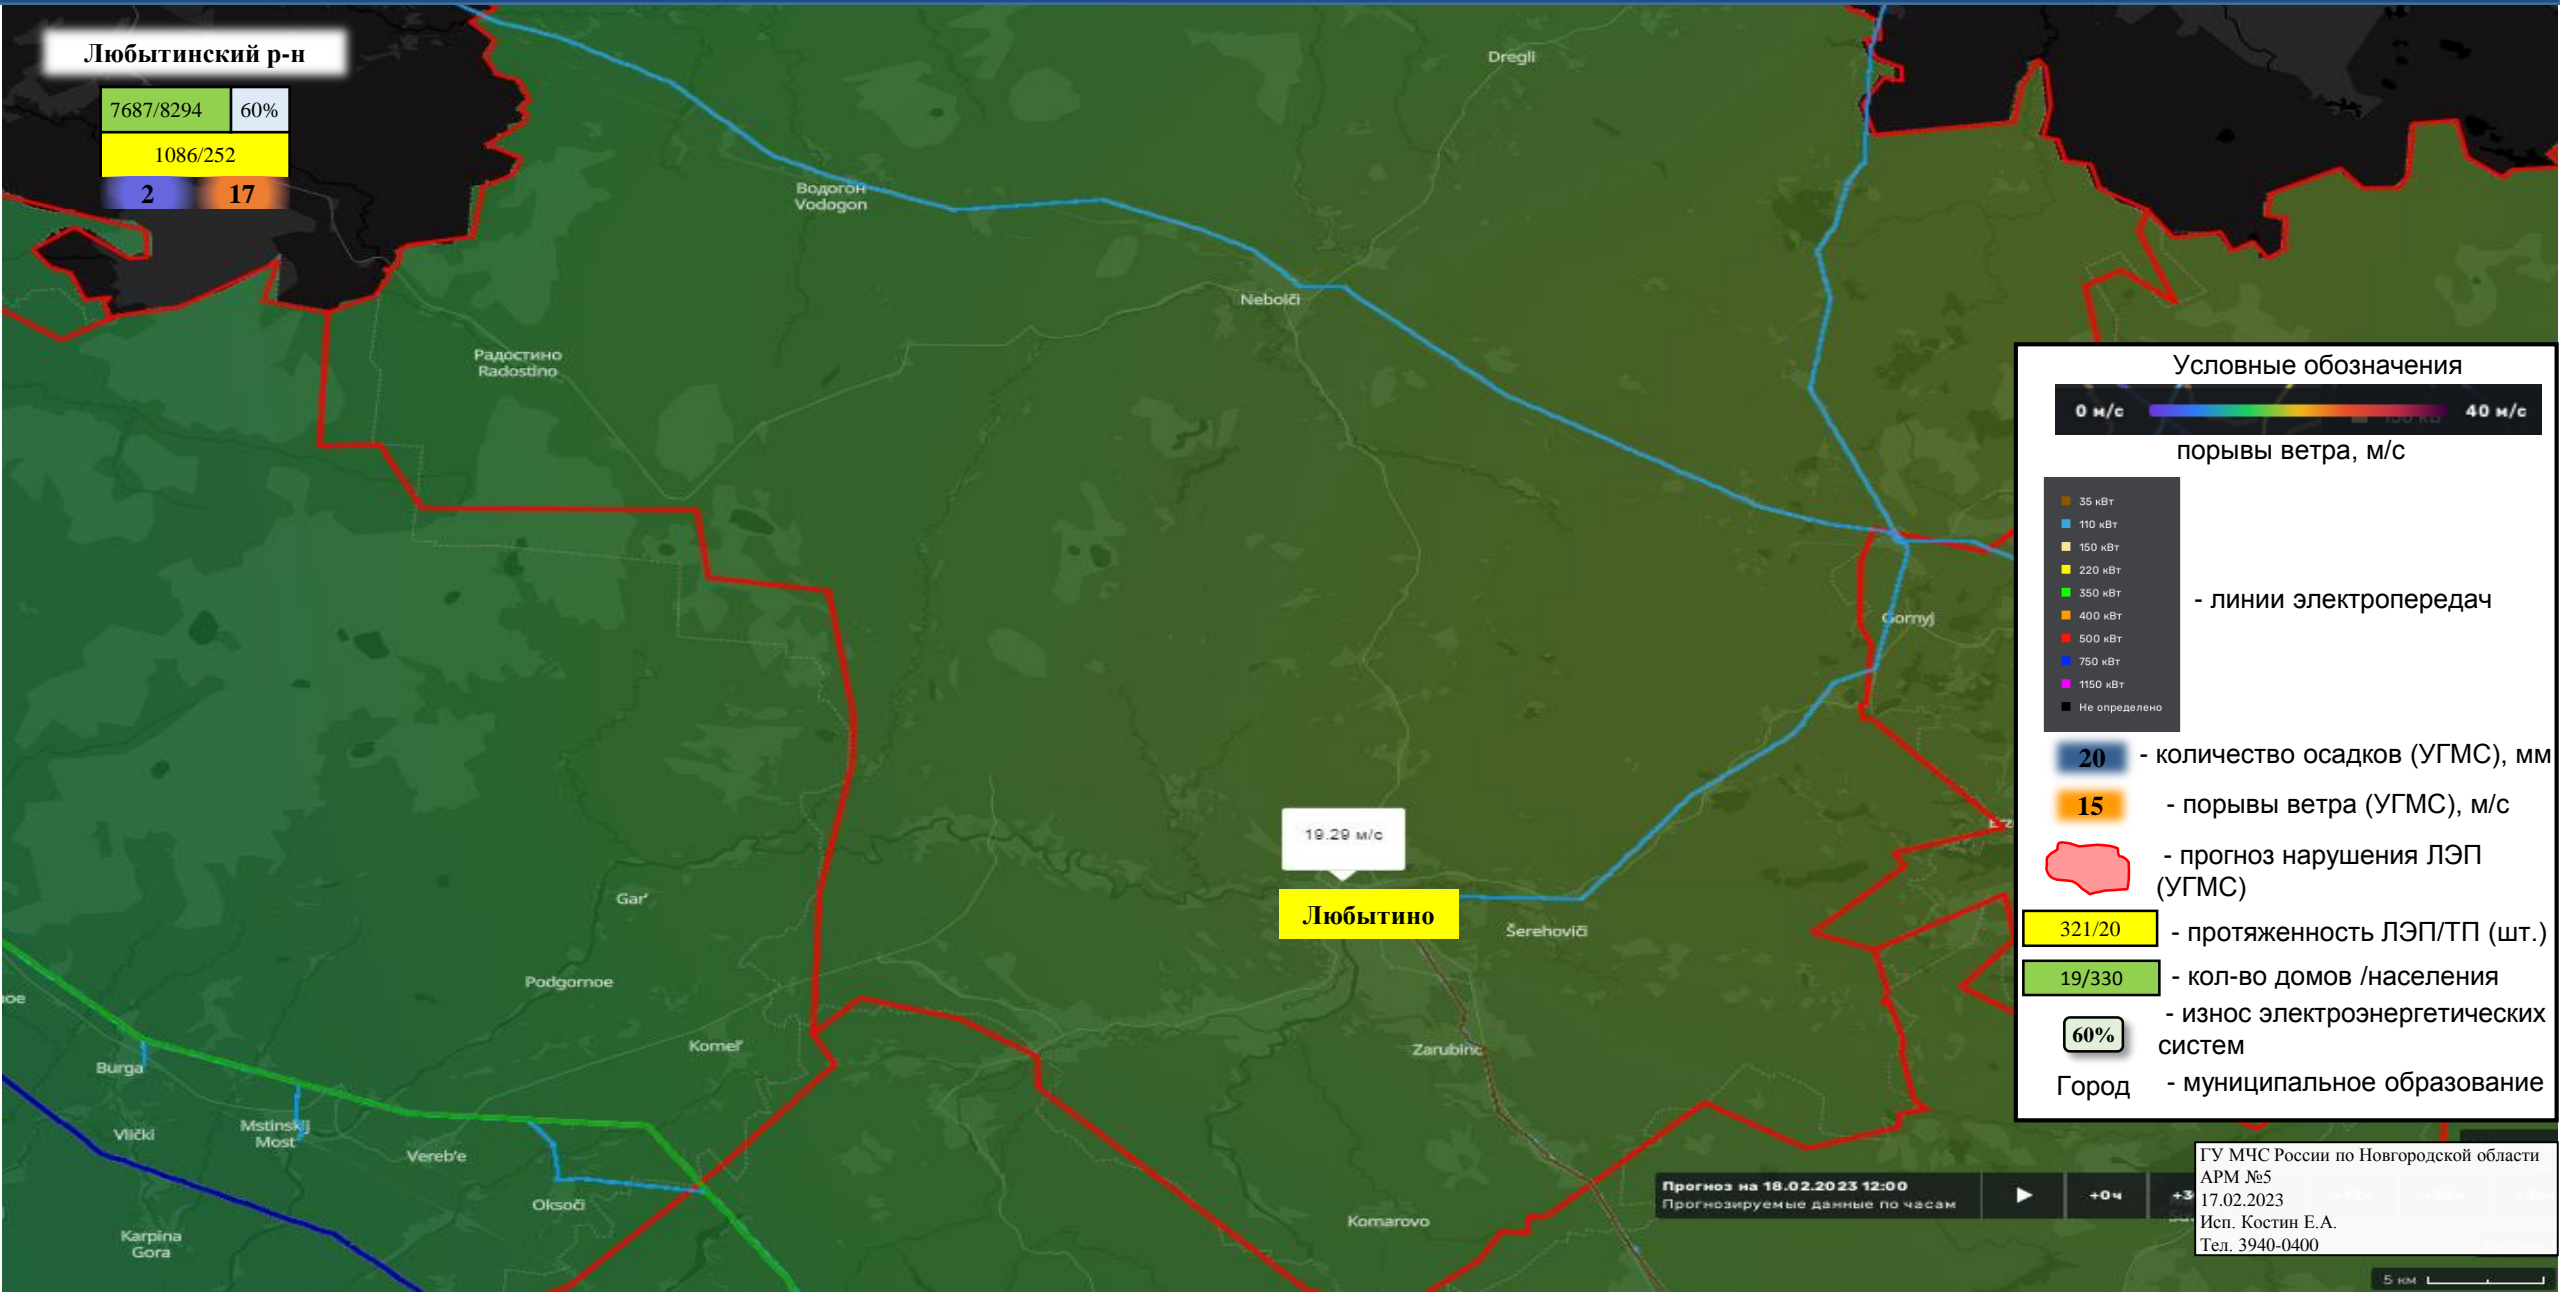 Любытинский р-н
7687/8294 60%
1086/252
2 17
Dregli
Водогон
Vodogon
Nebolči
Радостино
Radostino
Gornyj
19.29 м/с
Любытино
Šerehoviči
Gar'
Podgornoe
Komel'
Zarubino
Burga
Vlički
Mstinskij
Most
Vereb'e
Oksoči
Karpina
Gora
Komarovo
Условные обозначения
0 м/с 40 м/с
порывы ветра, м/с
35 кВт
110 кВт
150 кВт
220 кВт
350 кВт
400 кВт
500 кВт
750 кВт
1150 кВт
Не определено
- линии электропередач
20 - количество осадков (УГМС), мм
15 - порывы ветра (УГМС), м/с
- прогноз нарушения ЛЭП
(УГМС)
321/20 - протяженность ЛЭП/ТП (шт.)
19/330 - кол-во домов /населения
- износ электроэнергетических
60% систем
Город - муниципальное образование
Прогноз на 18.02.2023 12:00
Прогнозируемые данные по часам
+0 ч
+3
ГУ МЧС России по Новгородской области
АРМ №5
17.02.2023
Исп. Костин Е.А.
Тел. 3940-0400
5 км